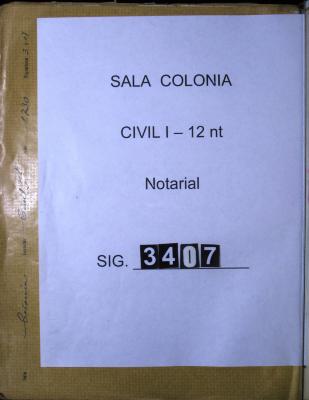 SALA COLONIA
CIVIL I – 12 nt
Notarial
SIG. 3407